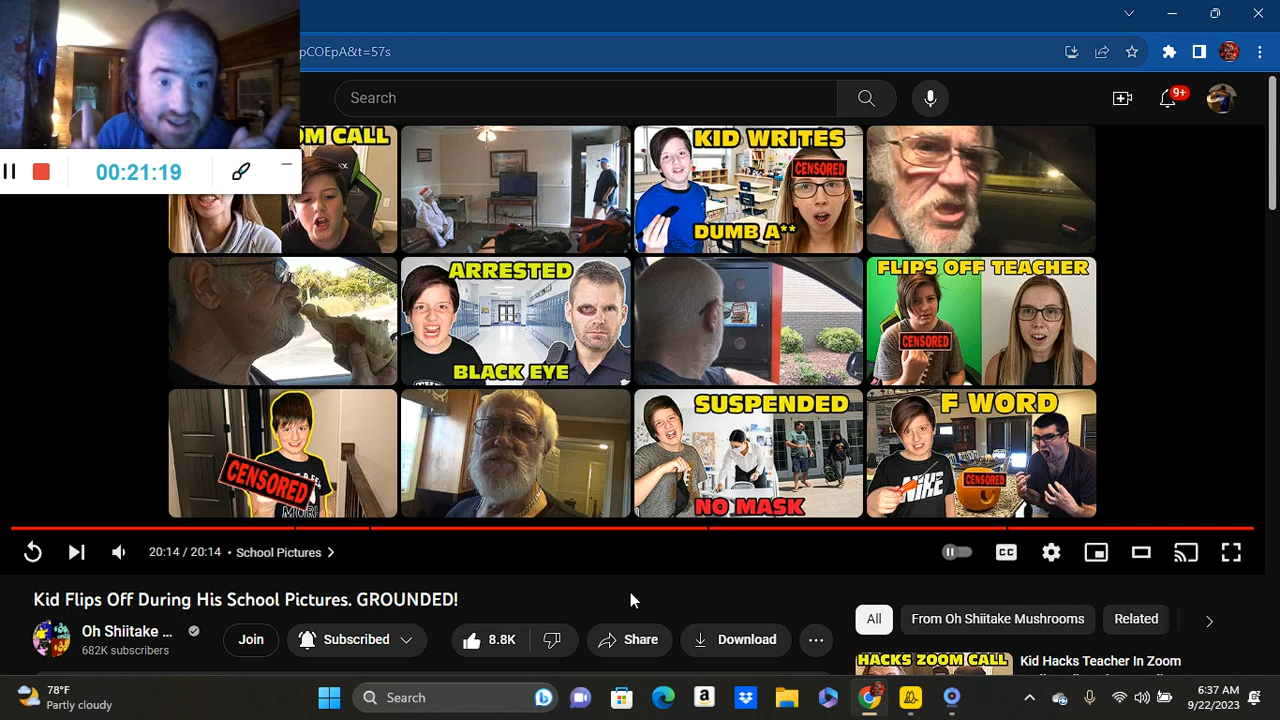 pCOEpA&t=57s
Search
9+
00:21:19
OM CALL
KID WRITES
CENSORED
DUMB A**
ARRESTED
BLACK EYE
FLIPS OFF TEACHER
CENSORED
CENSORED
SUSPENDED
NO MASK
F WORD
NIKE
CENSORED
20:14 / 20:14 • School Pictures >
CC
Kid Flips Off During His School Pictures. GROUNDED!
Oh Shiitake ...
682K subscribers
Join
Subscribed
8.8K
Share
Download
All
From Oh Shiitake Mushrooms
Related
HACKS ZOOM CALL
Kid Hacks Teacher In Zoom
78°F
Partly cloudy
Search
6:37 AM
9/22/2023